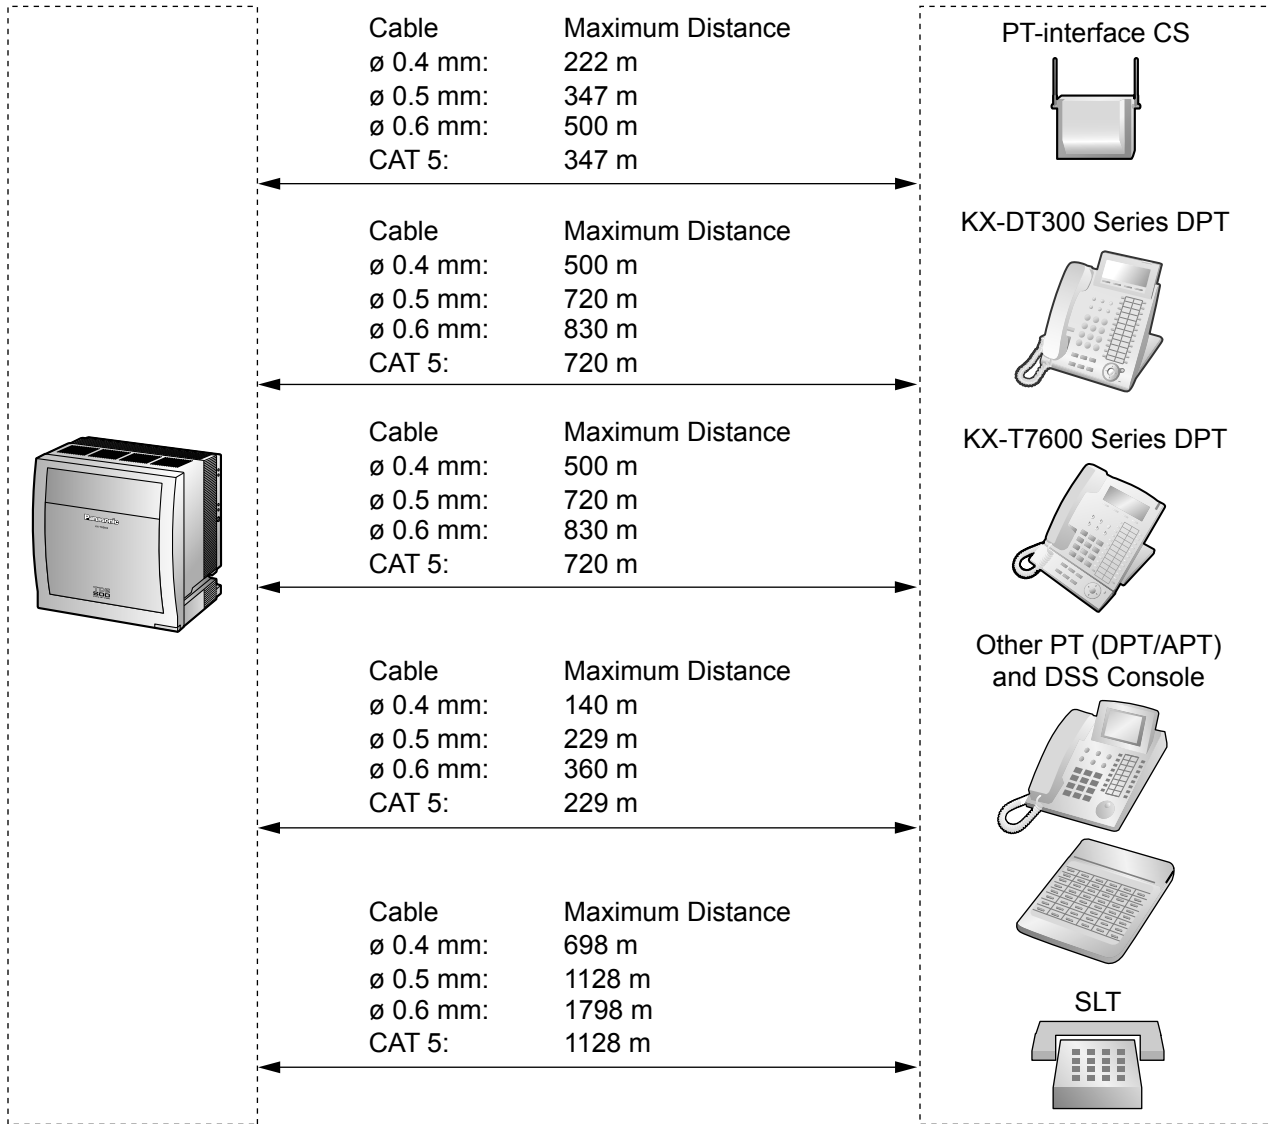 Cable Maximum Distance
ø 0.4 mm: 222 m
ø 0.5 mm: 347 m
ø 0.6 mm: 500 m
CAT 5: 347 m
PT-interface CS
Cable Maximum Distance
ø 0.4 mm: 500 m
ø 0.5 mm: 720 m
ø 0.6 mm: 830 m
CAT 5: 720 m
KX-DT300 Series DPT
Cable Maximum Distance
ø 0.4 mm: 500 m
ø 0.5 mm: 720 m
ø 0.6 mm: 830 m
CAT 5: 720 m
KX-T7600 Series DPT
Panasonic
Cable Maximum Distance
ø 0.4 mm: 140 m
ø 0.5 mm: 229 m
ø 0.6 mm: 360 m
CAT 5: 229 m
Other PT (DPT/APT)
and DSS Console
Cable Maximum Distance
ø 0.4 mm: 698 m
ø 0.5 mm: 1128 m
ø 0.6 mm: 1798 m
CAT 5: 1128 m
SLT